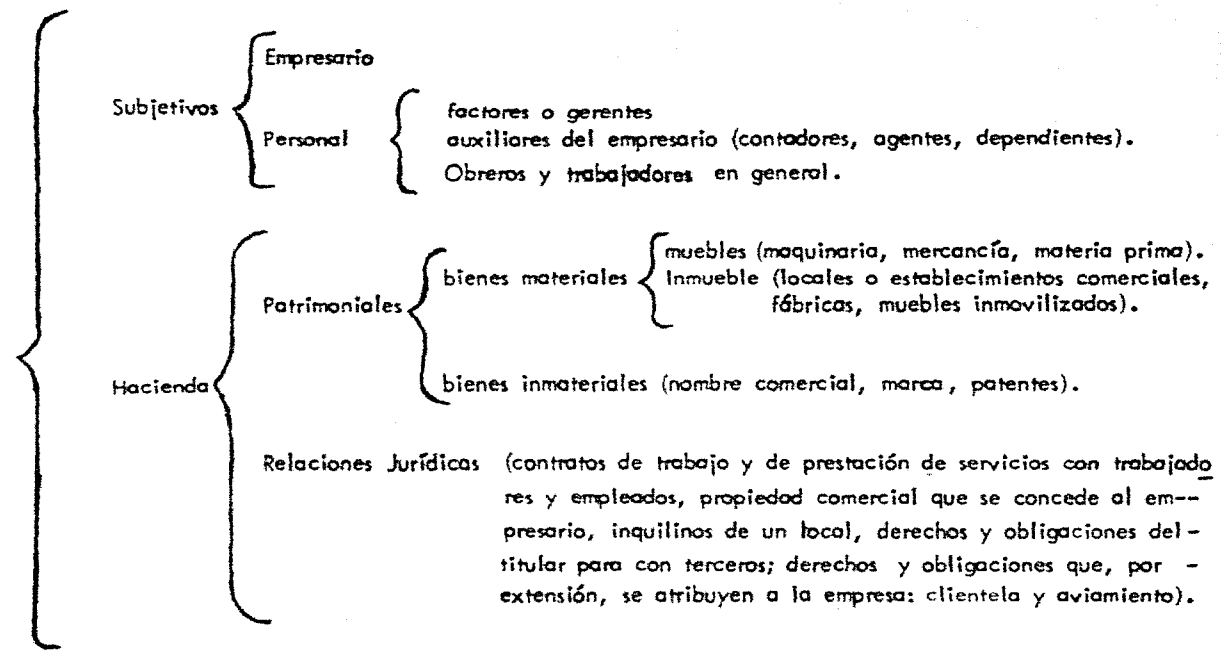 Empresario
Subjetivos
Personal
factores o gerentes
auxiliares del empresario (contadores, agentes, dependientes).
Obreros y trabajadores en general.
Hacienda
Patrimoniales
bienes materiales
muebles (maquinaria, mercancía, materia prima).
Inmueble (locales o establecimientos comerciales,
fábricas, muebles inmovilizados).
bienes inmateriales (nombre comercial, marca, patentes).
Relaciones Jurídicas (contratos de trabajo y de prestación de servicios con trabajado
res y empleados, propiedad comercial que se concede al em--
presario, inquilinos de un local, derechos y obligaciones del -
titular para con terceros; derechos y obligaciones que, por -
extensión, se atribuyen a la empresa: clientela y aviamiento).